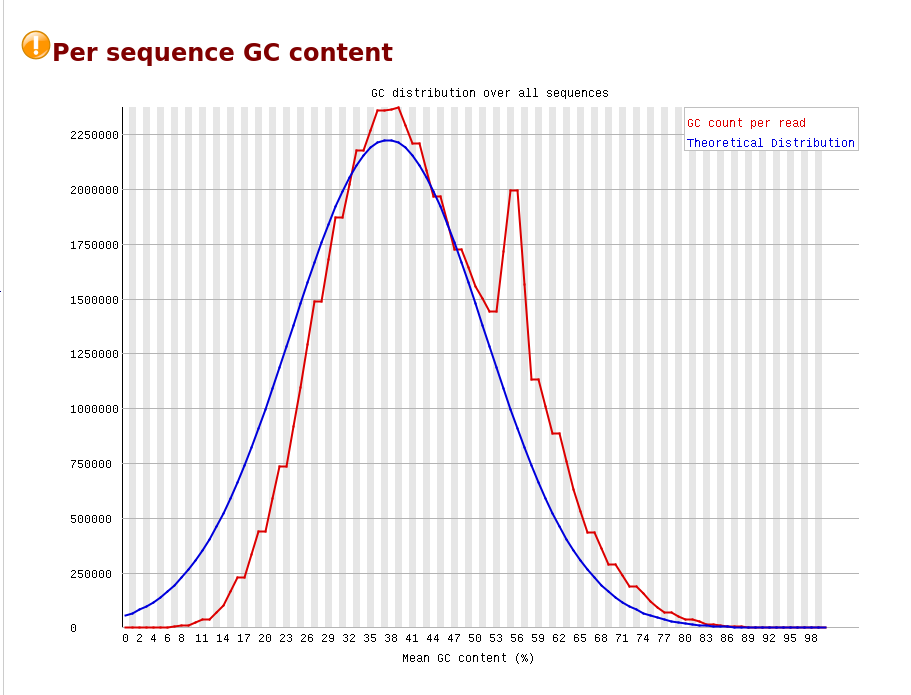 Per sequence GC content
GC distribution over all sequences
GC count per read
Theoretical Distribution
2250000
2000000
1750000
1500000
1250000
1000000
750000
500000
250000
0
0 2 4 6 8 11 14 17 20 23 26 29 32 35 38 41 44 47 50 53 56 59 62 65 68 71 74 77 80 83 86 89 92 95 98
Mean GC content (%)